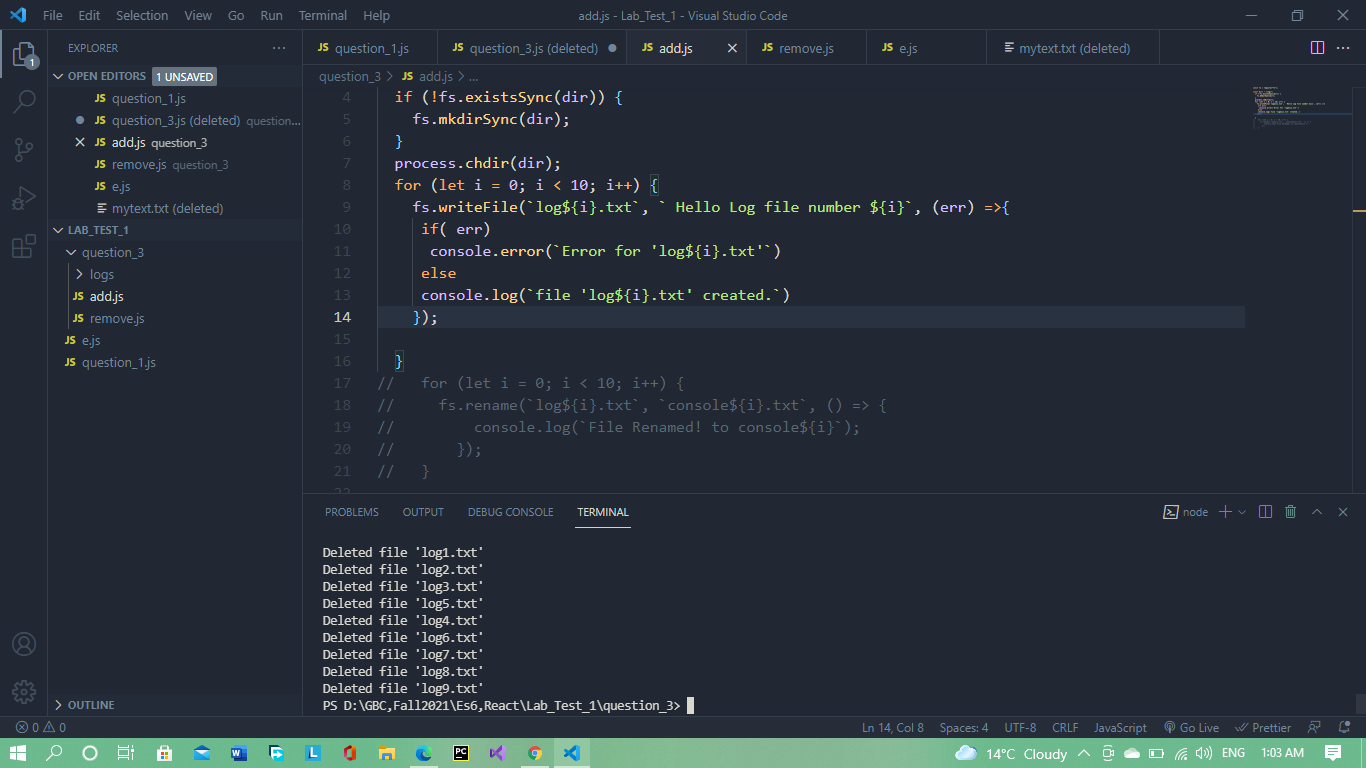 File Edit Selection View Go Run Terminal Help add.js - Lab_Test_1 - Visual Studio Code
EXPLORER
OPEN EDITORS 1 UNSAVED
JS question_1.js
JS question_3.js (deleted) question...
JS add.js question_3
JS remove.js question_3
JS e.js
mytext.txt (deleted)
LAB_TEST_1
question_3
logs
JS add.js
JS remove.js
JS e.js
JS question_1.js
OUTLINE
1
JS question_1.js JS question_3.js (deleted) JS add.js JS remove.js JS e.js mytext.txt (deleted)
question_3 > JS add.js > ...
4 if (!fs.existsSync(dir)) {
5 fs.mkdirSync(dir);
6 }
7 process.chdir(dir);
8 for (let i = 0; i < 10; i++) {
9 fs.writeFile(`log${i}.txt`, ` Hello Log file number ${i}`, (err) =>{
10 if( err)
11 console.error(`Error for 'log${i}.txt'`)
12 else
13 console.log(`file 'log${i}.txt' created.`)
14 });
15
16 }
17 // for (let i = 0; i < 10; i++) {
18 // fs.rename(`log${i}.txt`, `console${i}.txt`, () => {
19 // console.log(`File Renamed! to console${i}`);
20 // });
21 // }
22
PROBLEMS OUTPUT DEBUG CONSOLE TERMINAL node
Deleted file 'log1.txt'
Deleted file 'log2.txt'
Deleted file 'log3.txt'
Deleted file 'log5.txt'
Deleted file 'log4.txt'
Deleted file 'log6.txt'
Deleted file 'log7.txt'
Deleted file 'log8.txt'
Deleted file 'log9.txt'
PS D:\GBC,Fall2021\Es6,React\Lab_Test_1\question_3>
0 0 Ln 14, Col 8 Spaces: 4 UTF-8 CRLF JavaScript Go Live Prettier
W L PC 14°C Cloudy ENG 1:03 AM